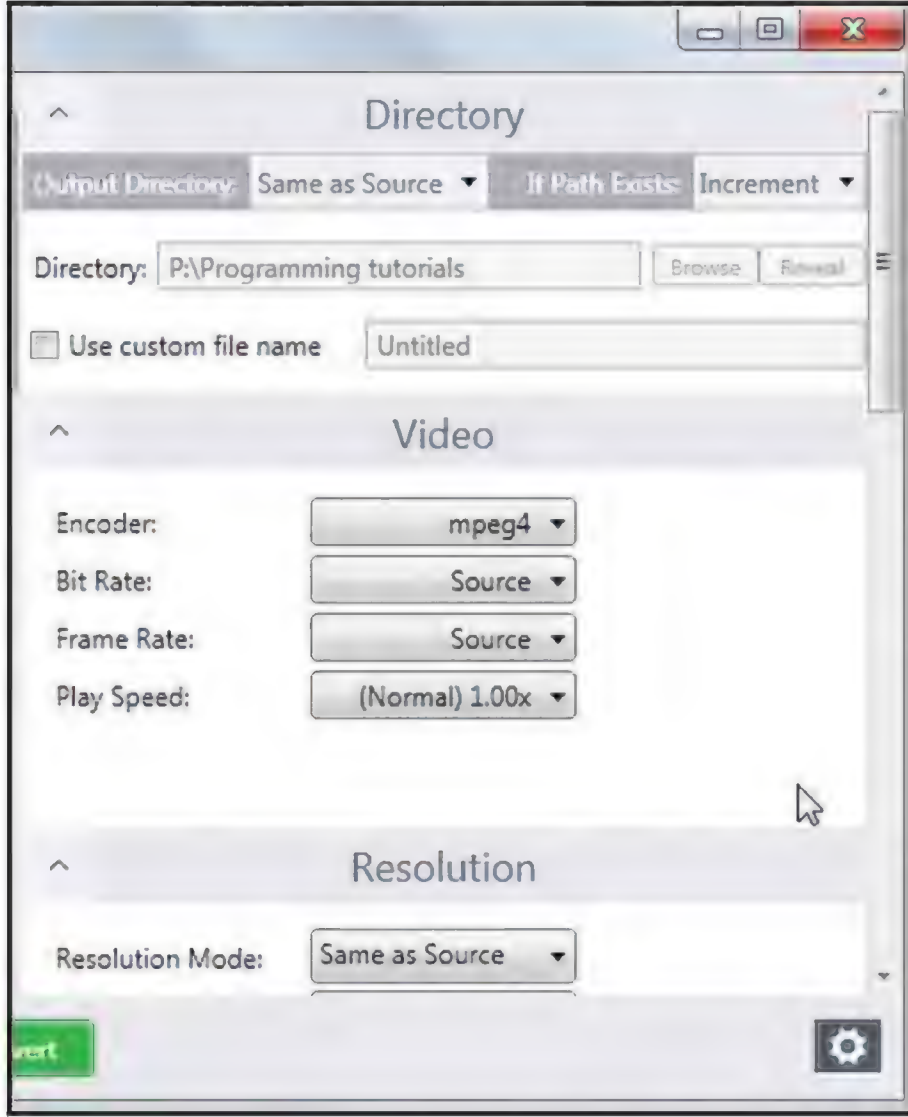 Directory
Output Directory: Same as Source If Path Exists: Increment
Directory: P:\Programming tutorials Browse Reveal
Use custom file name Untitled
Video
Encoder: mpeg4
Bit Rate: Source
Frame Rate: Source
Play Speed: (Normal) 1.00x
Resolution
Resolution Mode: Same as Source
vert